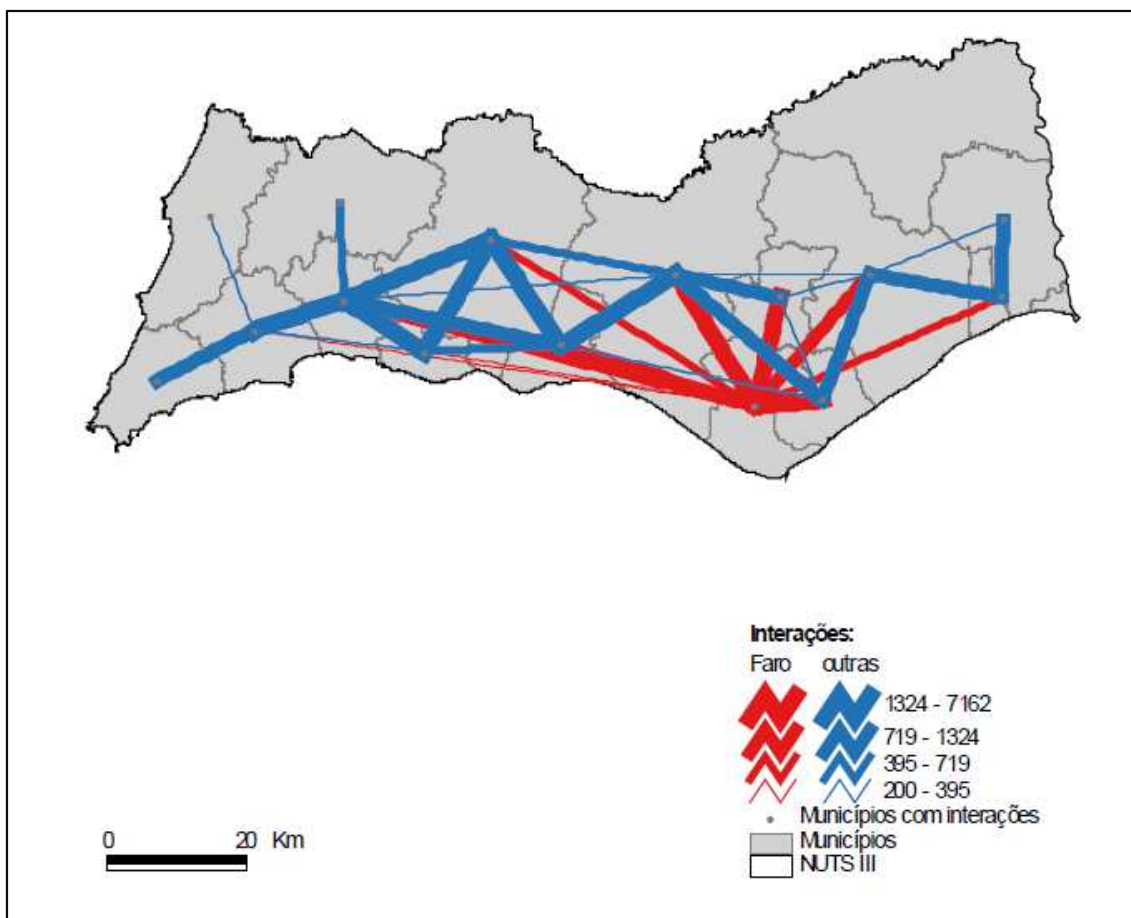 Interações:
Faro outras
1324 - 7162
719 - 1324
395 - 719
200 - 395
Municípios com interações
Municípios
NUTS III
0 20 Km